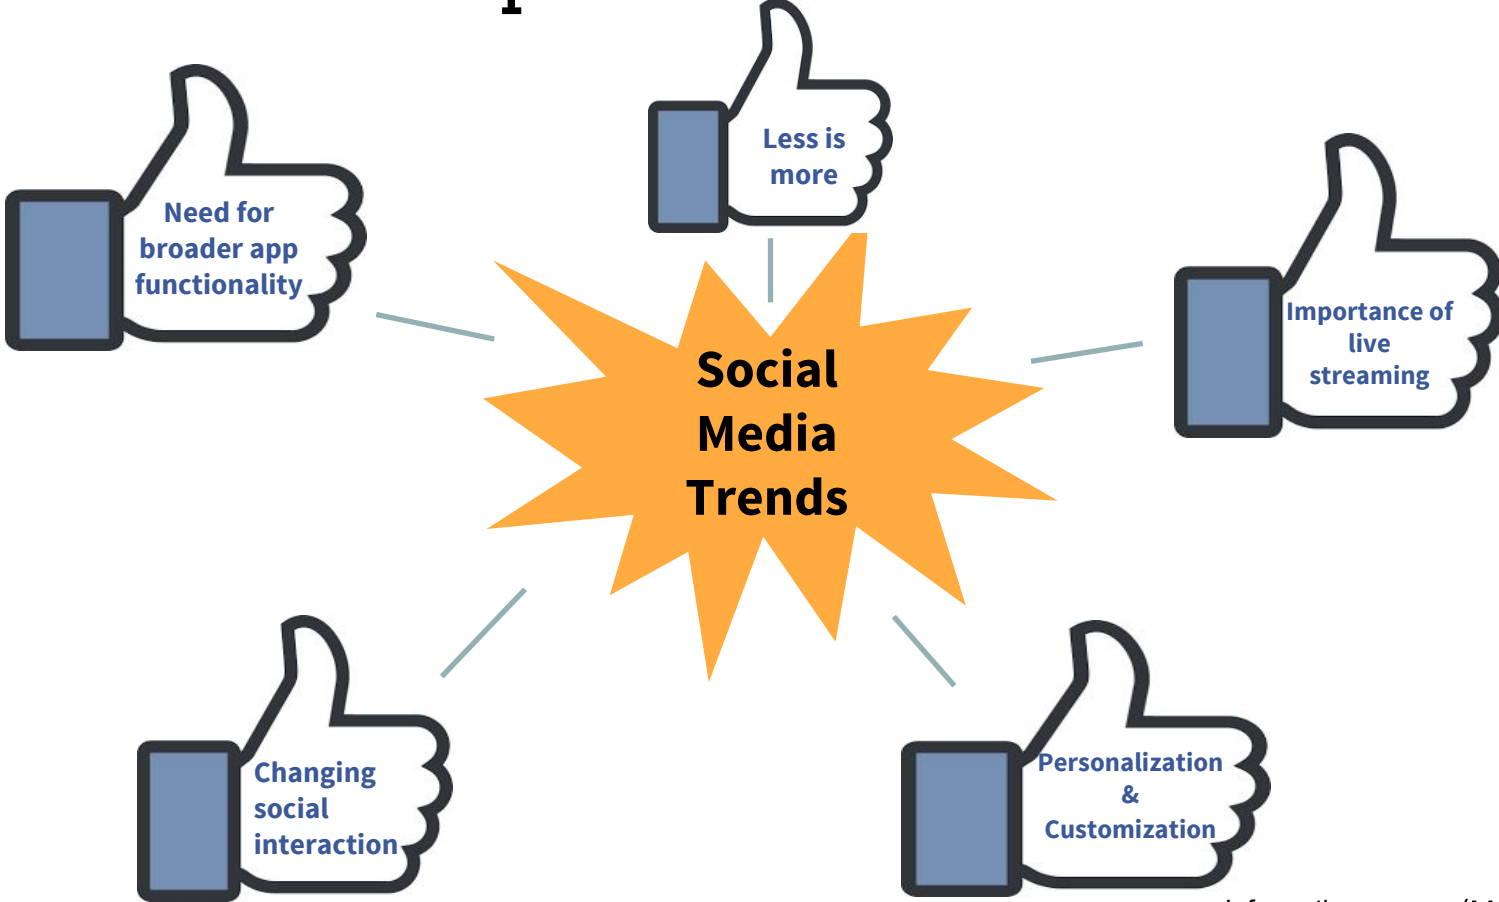 Less is
more
Need for
broader app
functionality
Importance of
live
streaming
Social
Media
Trends
Changing
social
interaction
Personalization
&
Customization